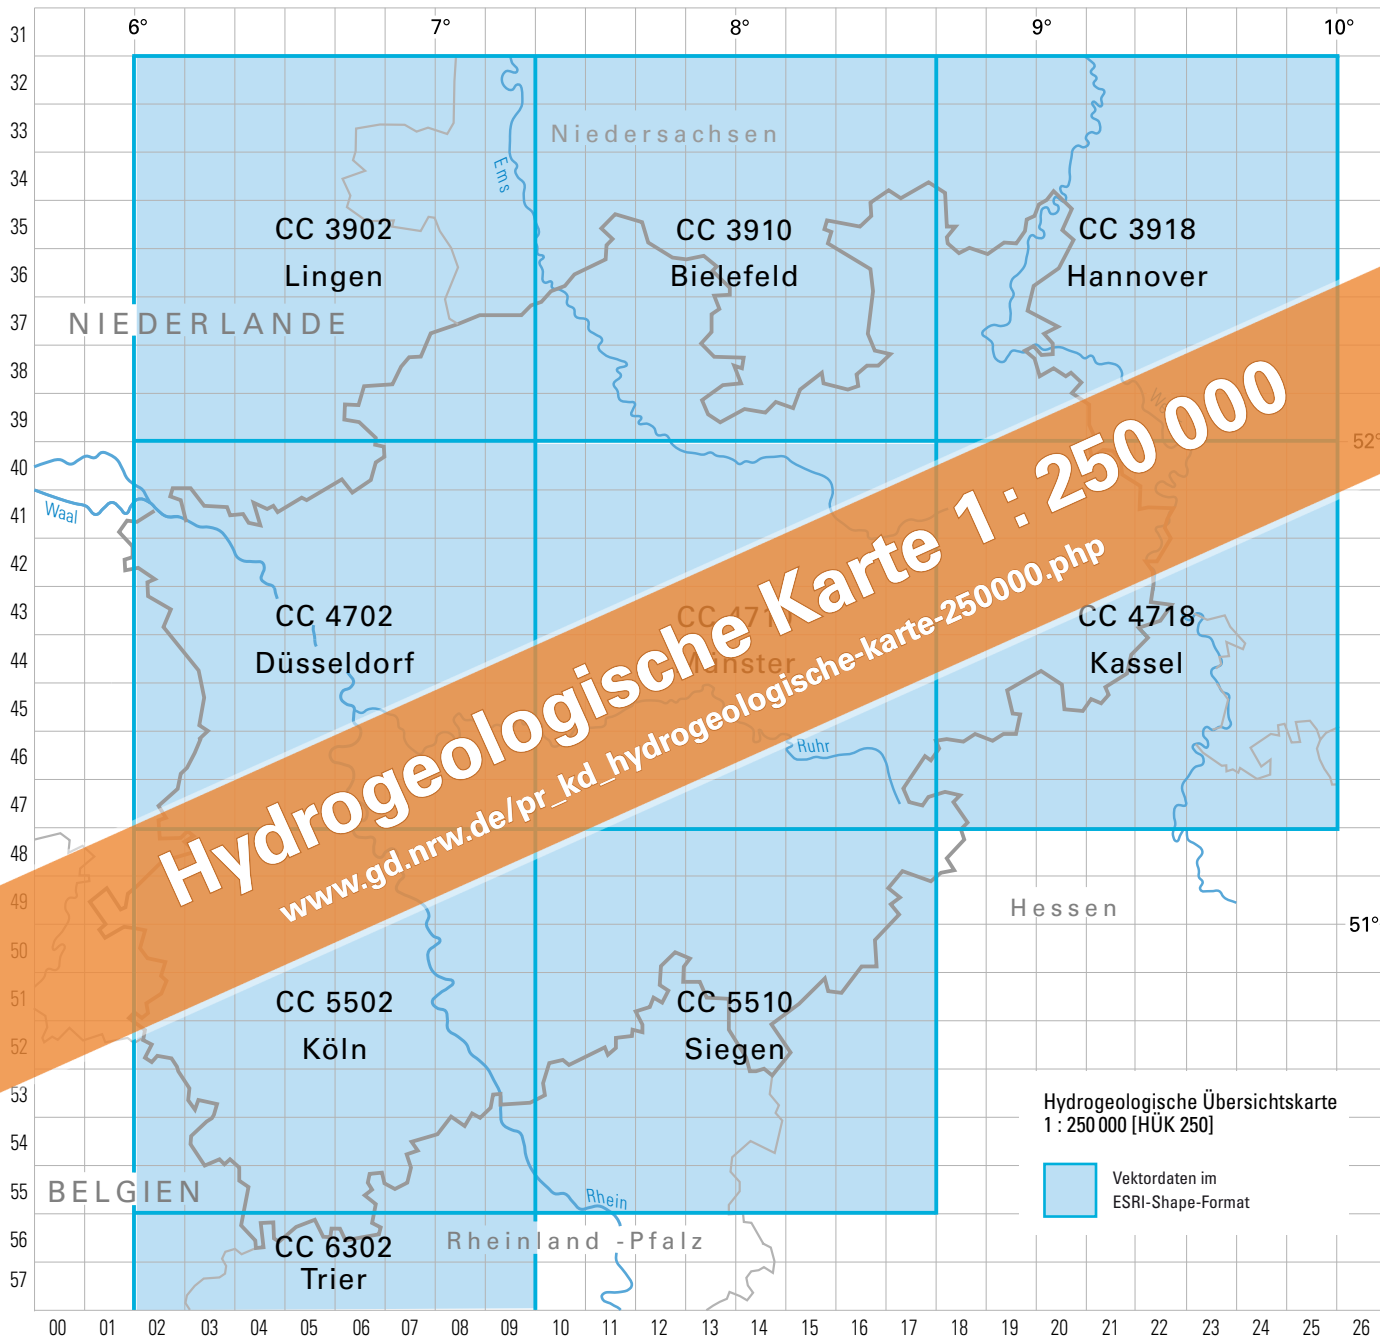 6° 7° 8° 9° 10°
31
32
33
34
35
36
37
38
39
40
41
42
43
44
45
46
47
48
49
50
51
52
53
54
55
56
57
Niedersachsen
Ems
CC 3902
Lingen
CC 3910
Bielefeld
CC 3918
Hannover
NIEDERLANDE
52°
Waal
Hydrogeologische Karte 1 : 250 000
www.gd.nrw.de/pr_kd_hydrogeologische-karte-250000.php
CC 4702
Düsseldorf
CC 4710
Münster
CC 4718
Kassel
Ruhr
Hessen
51°
CC 5502
Köln
CC 5510
Siegen
Hydrogeologische Übersichtskarte
1 : 250 000 [HÜK 250]
Vektordaten im
ESRI-Shape-Format
BELGIEN
Rhein
Rheinland -Pfalz
CC 6302
Trier
00 01 02 03 04 05 06 07 08 09 10 11 12 13 14 15 16 17 18 19 20 21 22 23 24 25 26